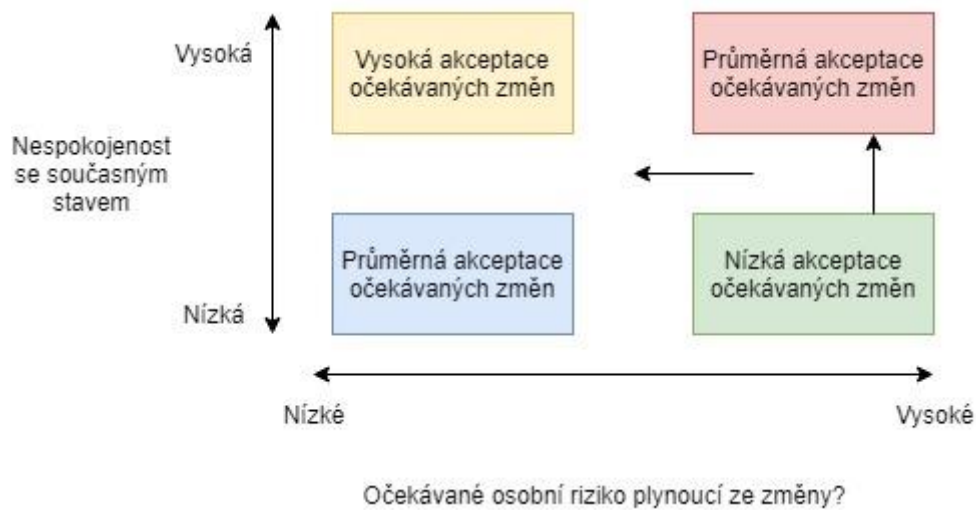 Vysoká
Vysoká akceptace
očekávaných změn
Průměrná akceptace
očekávaných změn
Nespokojenost
se současným
stavem
Průměrná akceptace
očekávaných změn
Nízká akceptace
očekávaných změn
Nízká
Nízké
Vysoké
Očekávané osobní riziko plynoucí ze změny?